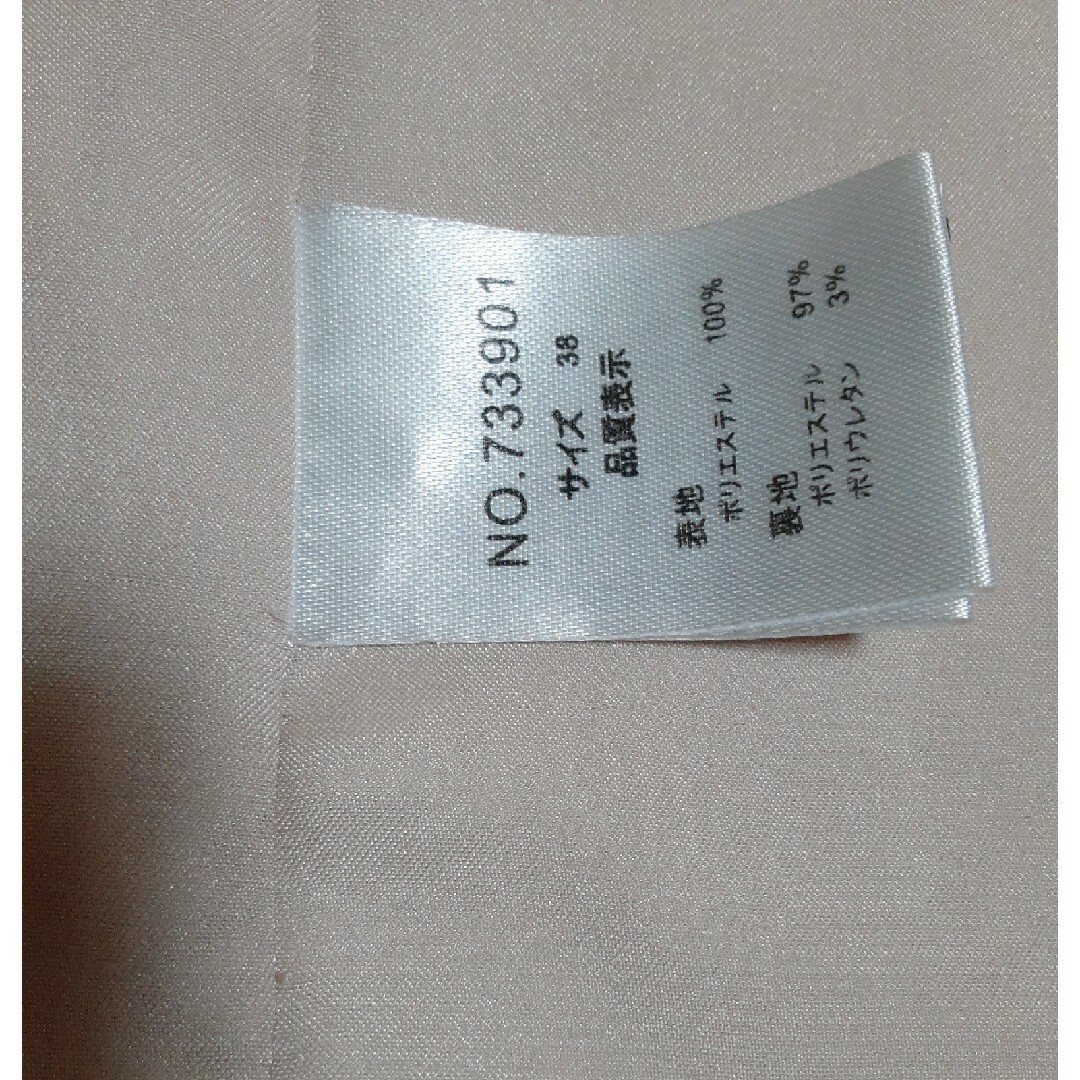 NO.733901
サイズ 38
品質表示
表地
ポリエステル 100%
裏地
ポリエステル 97%
ポリウレタン 3%